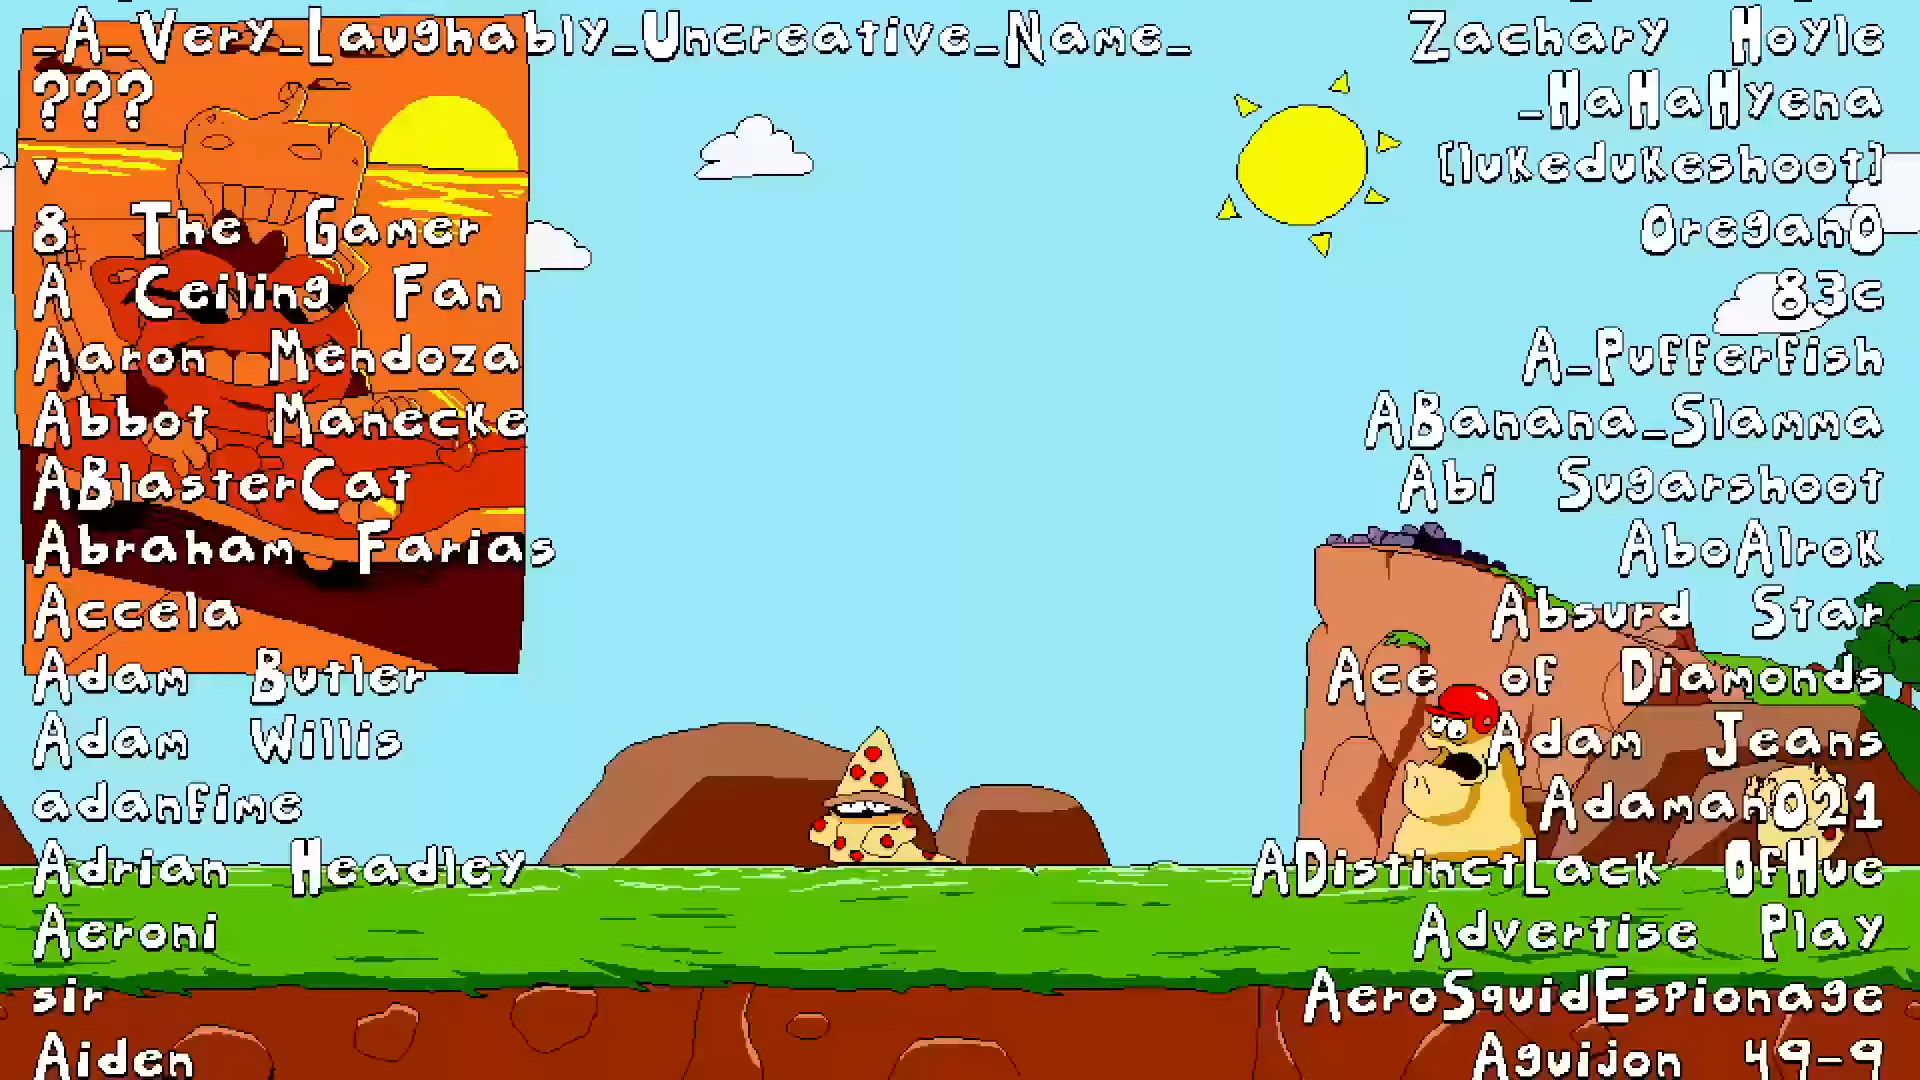 _A_Very_Laughably_Uncreative_Name_
Zachary Hoyle
???
_HaHaHyena
▼
[lukedukeshoot]
8 The Gamer
OreganO
A Ceiling Fan
83c
Aaron Mendoza
A_Pufferfish
Abbot Manecke
ABanana_Slamma
ABlasterCat
Abi Sugarshoot
Abraham Farias
AboAlrok
Accela
Absurd Star
Adam Butler
Ace of Diamonds
Adam Willis
Adam Jeans
adanfime
Adaman021
Adrian Headley
ADistinctLack OfHue
Aeroni
Advertise Play
sir
AeroSquidEspionage
Aiden
Aguijon 49-9